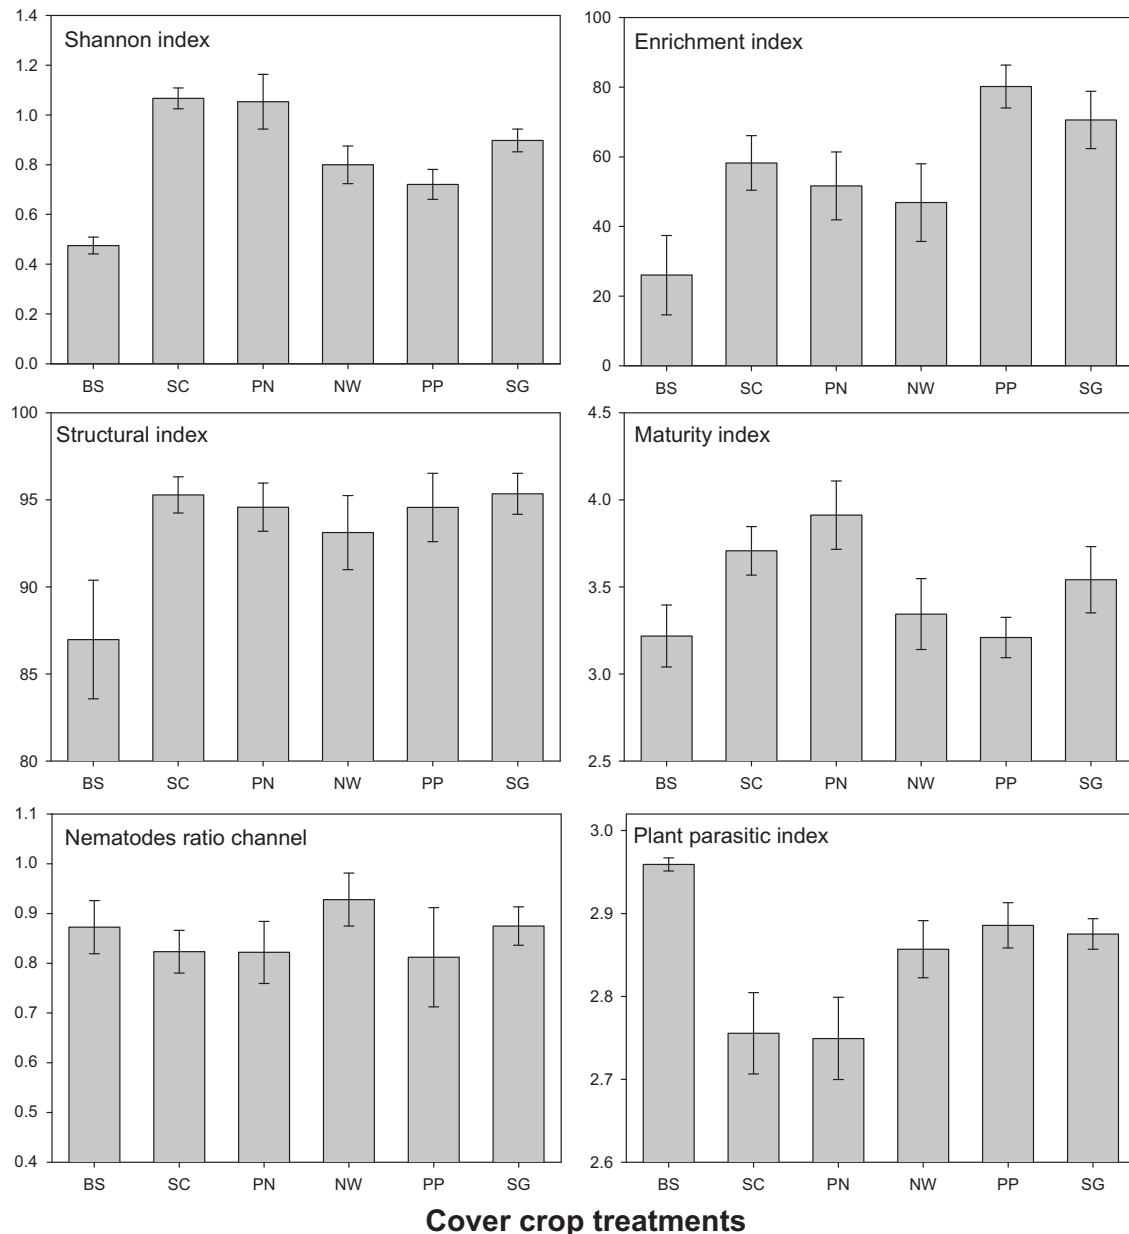 Shannon index
1.4
1.2
1.0
0.8
0.6
0.4
0.2
0.0
BS SC PN NW PP SG
Enrichment index
100
80
60
40
20
0
BS SC PN NW PP SG
Structural index
100
95
90
85
80
BS SC PN NW PP SG
Maturity index
4.5
4.0
3.5
3.0
2.5
BS SC PN NW PP SG
Nematodes ratio channel
1.1
1.0
0.9
0.8
0.7
0.6
0.5
0.4
BS SC PN NW PP SG
Plant parasitic index
3.0
2.9
2.8
2.7
2.6
BS SC PN NW PP SG
Cover crop treatments